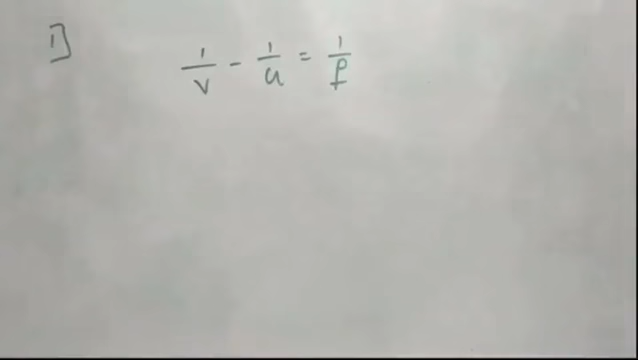 1] 1/v - 1/u = 1/f